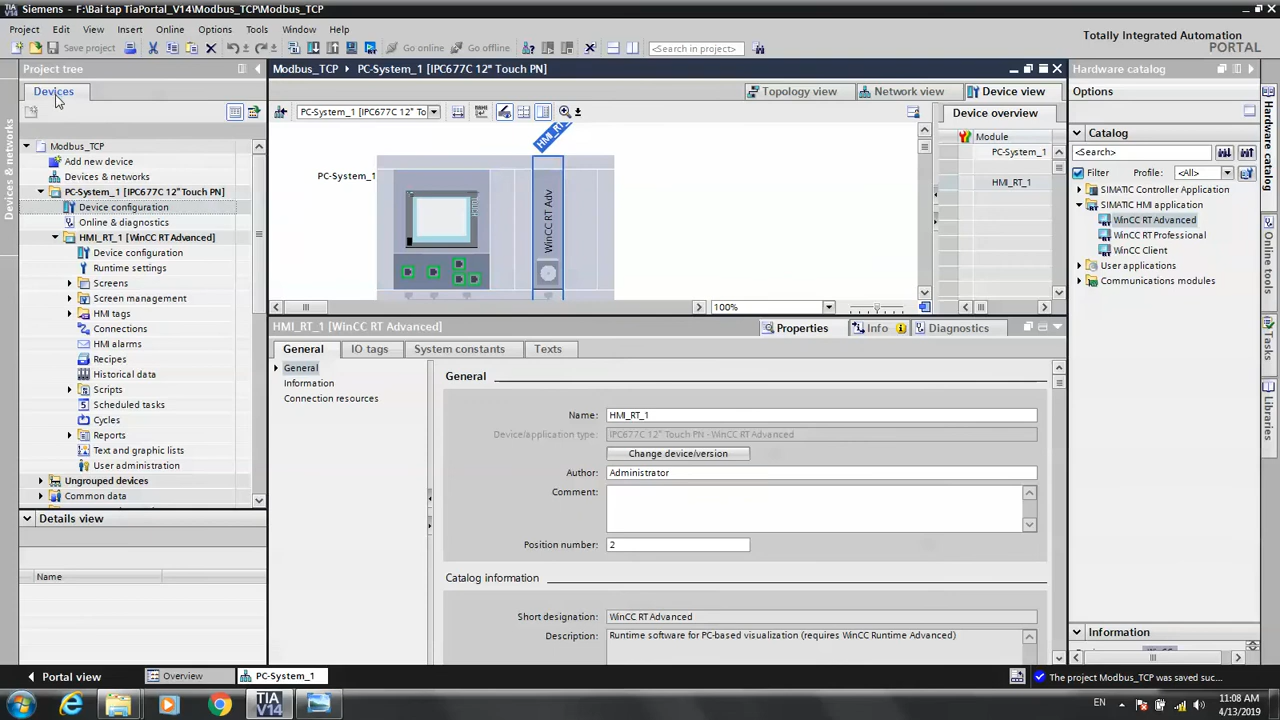 Siemens - F:\Bai tap TiaPortal_V14\Modbus_TCP\Modbus_TCP
Project Edit View Insert Online Options Tools Window Help
Totally Integrated Automation
PORTAL
Save project Go online Go offline <Search in project>
Project tree
Modbus_TCP PC-System_1 [IPC677C 12" Touch PN]
Hardware catalog
Devices
Topology view Network view Device view
Options
PC-System_1 [IPC677C 12" To
Device overview
Module
PC-System_1
HMI_RT_1
Catalog
<Search>
Filter Profile: <All>
SIMATIC Controller Application
SIMATIC HMI application
WinCC RT Advanced
WinCC RT Professional
WinCC Client
User applications
Communications modules
Modbus_TCP
Add new device
Devices & networks
PC-System_1 [IPC677C 12" Touch PN]
Device configuration
Online & diagnostics
HMI_RT_1 [WinCC RT Advanced]
Device configuration
Runtime settings
Screens
Screen management
HMI tags
Connections
HMI alarms
Recipes
Historical data
Scripts
Scheduled tasks
Cycles
Reports
Text and graphic lists
User administration
Ungrouped devices
Common data
Details view
Name
Devices & networks
PC-System_1
WinCC RT Adv
100%
HMI_RT_1 [WinCC RT Advanced]
Properties Info Diagnostics
General IO tags System constants Texts
General
Information
Connection resources
General
Name: HMI_RT_1
Device/application type: IPC677C 12" Touch PN - WinCC RT Advanced
Change device/version
Author: Administrator
Comment:
Position number: 2
Catalog information
Short designation: WinCC RT Advanced
Description: Runtime software for PC-based visualization (requires WinCC Runtime Advanced)
Hardware catalog
Online tools
Tasks
Libraries
Information
Portal view Overview PC-System_1
The project Modbus_TCP was saved suc...
TIA V14
EN
11:08 AM
4/13/2019